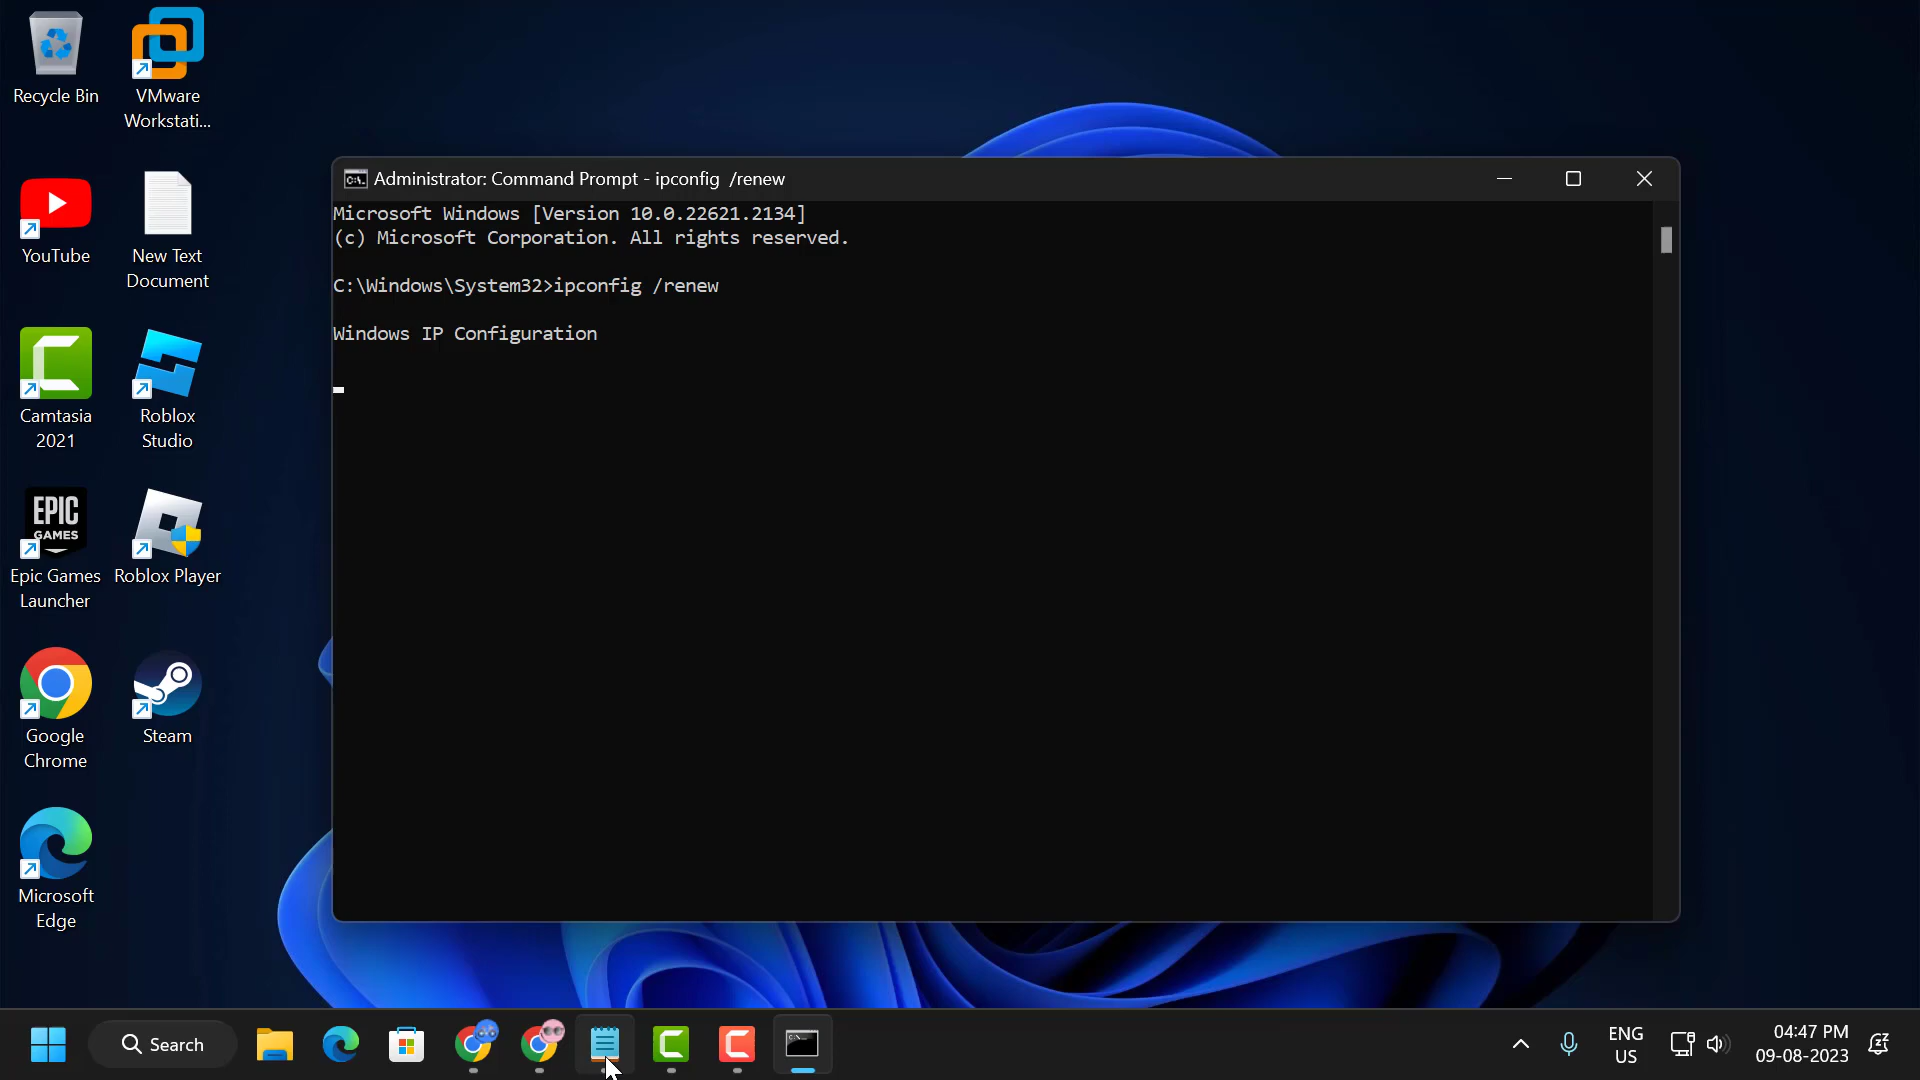 Recycle Bin
VMware
Workstati...
YouTube
New Text
Document
Camtasia
2021
Roblox
Studio
EPIC
GAMES
Epic Games
Launcher
Roblox Player
Google
Chrome
Steam
Microsoft
Edge
Administrator: Command Prompt - ipconfig  /renew
Microsoft Windows [Version 10.0.22621.2134]
(c) Microsoft Corporation. All rights reserved.
C:\Windows\System32>ipconfig /renew
Windows IP Configuration
Search
ENG
US
04:47 PM
09-08-2023